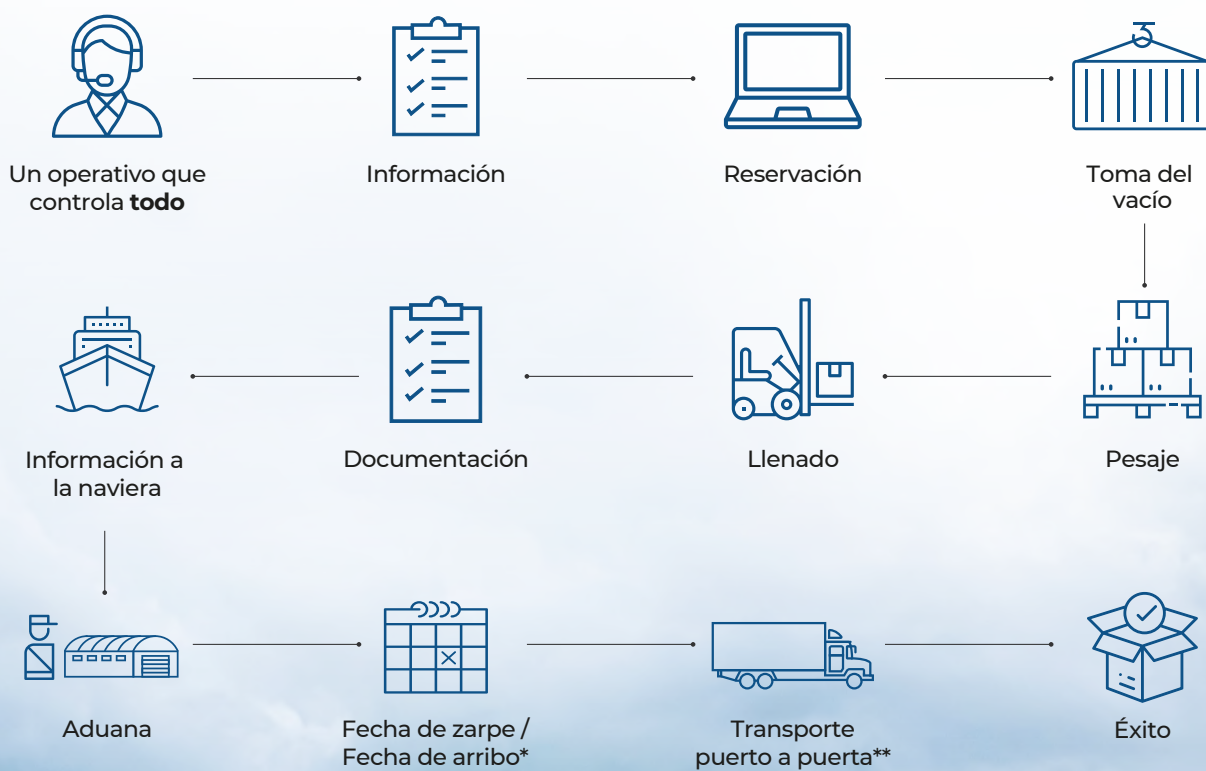 Un operativo que
controla todo
Información
Reservación
Toma del
vacío
Información a
la naviera
Documentación
Llenado
Pesaje
Aduana
Fecha de zarpe /
Fecha de arribo*
Transporte
puerto a puerta**
Éxito